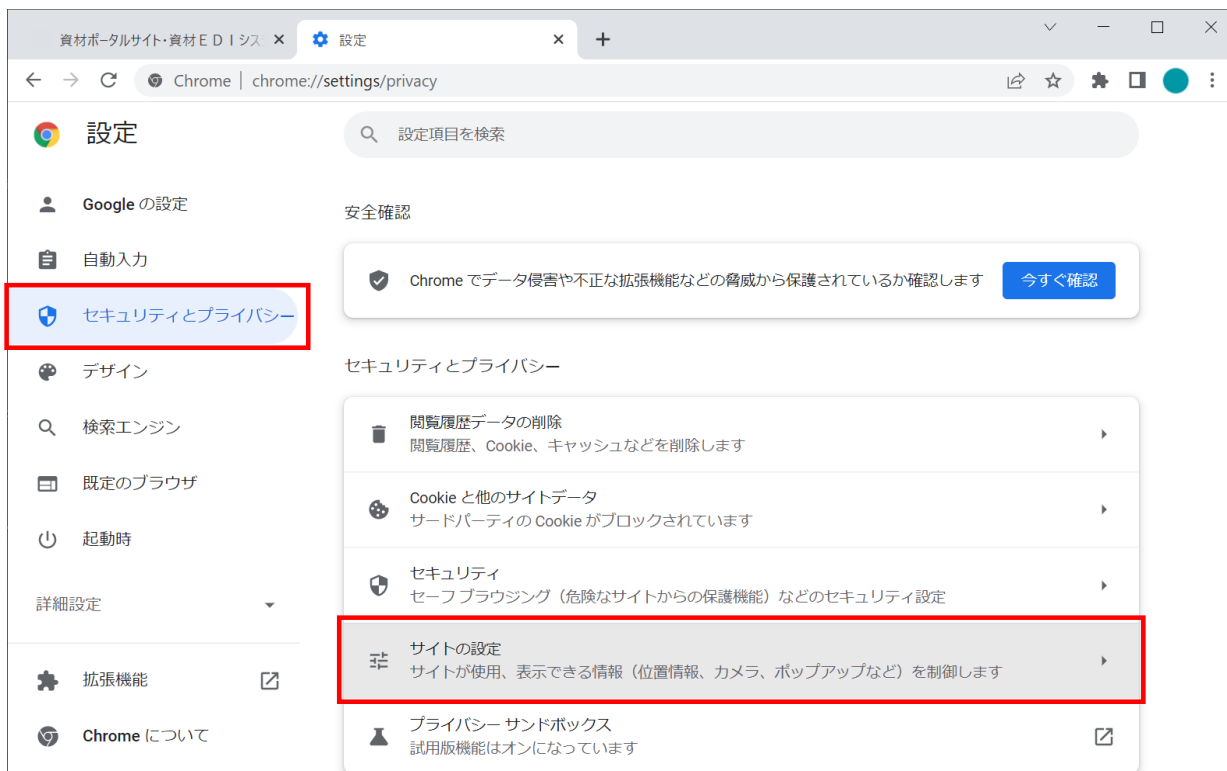 資材ポータルサイト・資材ＥＤＩシス
設定
Chrome | chrome://settings/privacy
設定
設定項目を検索
Google の設定
自動入力
セキュリティとプライバシー
デザイン
検索エンジン
既定のブラウザ
起動時
詳細設定
拡張機能
Chrome について
安全確認
Chrome でデータ侵害や不正な拡張機能などの脅威から保護されているか確認します
今すぐ確認
セキュリティとプライバシー
閲覧履歴データの削除
閲覧履歴、Cookie、キャッシュなどを削除します
Cookie と他のサイトデータ
サードパーティの Cookie がブロックされています
セキュリティ
セーフ ブラウジング（危険なサイトからの保護機能）などのセキュリティ設定
サイトの設定
サイトが使用、表示できる情報（位置情報、カメラ、ポップアップなど）を制御します
プライバシー サンドボックス
試用版機能はオンになっています